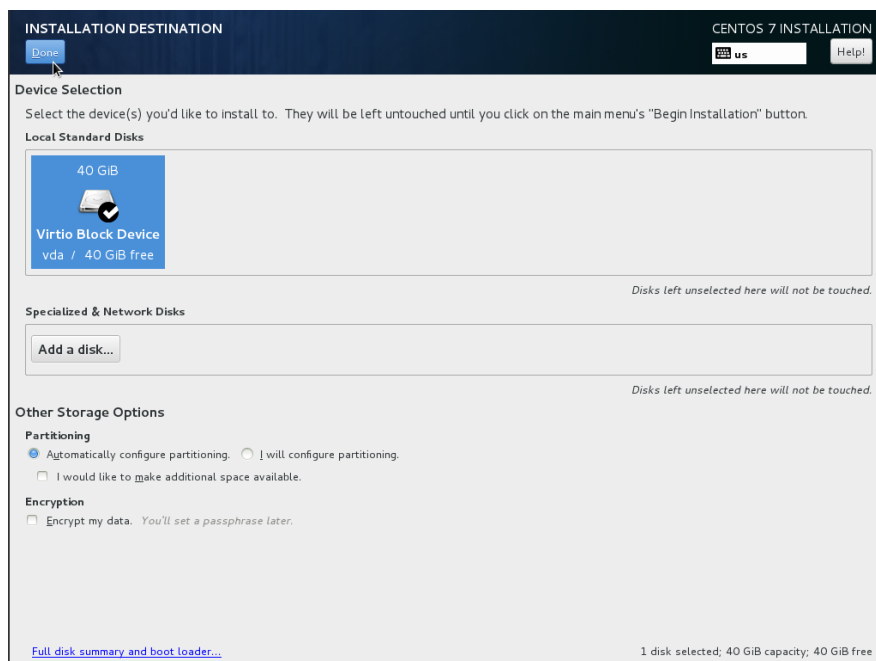 INSTALLATION DESTINATION
CENTOS 7 INSTALLATION
Done
us
Help!
Device Selection
Select the device(s) you'd like to install to. They will be left untouched until you click on the main menu's "Begin Installation" button.
Local Standard Disks
40 GiB
Virtio Block Device
vda / 40 GiB free
Disks left unselected here will not be touched.
Specialized & Network Disks
Add a disk...
Disks left unselected here will not be touched.
Other Storage Options
Partitioning
Automatically configure partitioning. I will configure partitioning.
I would like to make additional space available.
Encryption
Encrypt my data. You'll set a passphrase later.
Full disk summary and boot loader...
1 disk selected; 40 GiB capacity; 40 GiB free